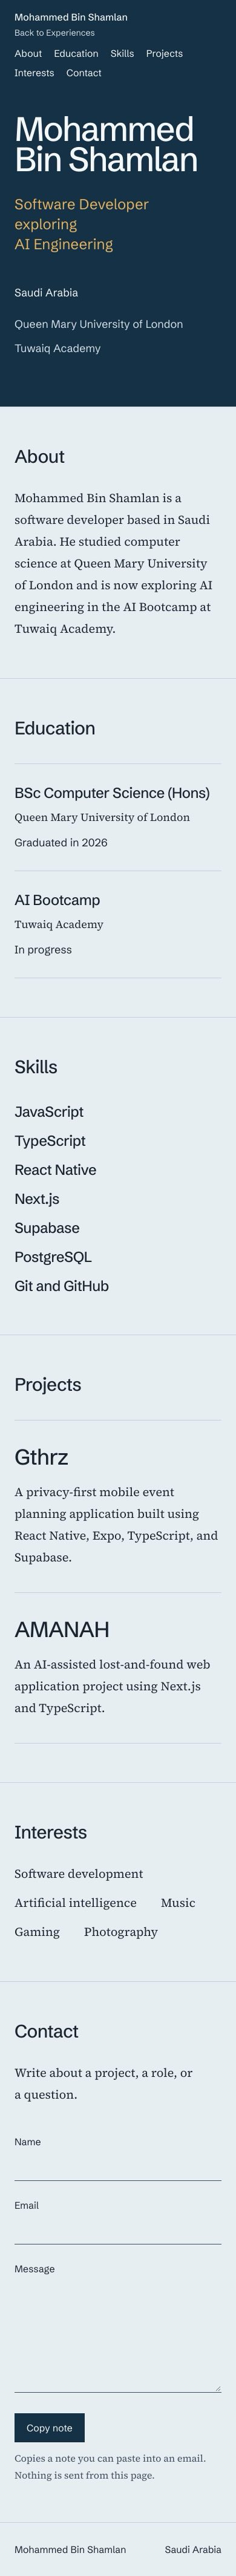 Mohammed Bin Shamlan
Back to Experiences
About Education Skills Projects
Interests Contact
Mohammed
Bin Shamlan
Software Developer
exploring
AI Engineering
Saudi Arabia
Queen Mary University of London
Tuwaiq Academy
About
Mohammed Bin Shamlan is a
software developer based in Saudi
Arabia. He studied computer
science at Queen Mary University
of London and is now exploring AI
engineering in the AI Bootcamp at
Tuwaiq Academy.
Education
BSc Computer Science (Hons)
Queen Mary University of London
Graduated in 2026
AI Bootcamp
Tuwaiq Academy
In progress
Skills
JavaScript
TypeScript
React Native
Next.js
Supabase
PostgreSQL
Git and GitHub
Projects
Gthrz
A privacy-first mobile event
planning application built using
React Native, Expo, TypeScript, and
Supabase.
AMANAH
An AI-assisted lost-and-found web
application project using Next.js
and TypeScript.
Interests
Software development
Artificial intelligence Music
Gaming Photography
Contact
Write about a project, a role, or
a question.
Name
Email
Message
Copy note
Copies a note you can paste into an email.
Nothing is sent from this page.
Mohammed Bin Shamlan Saudi Arabia